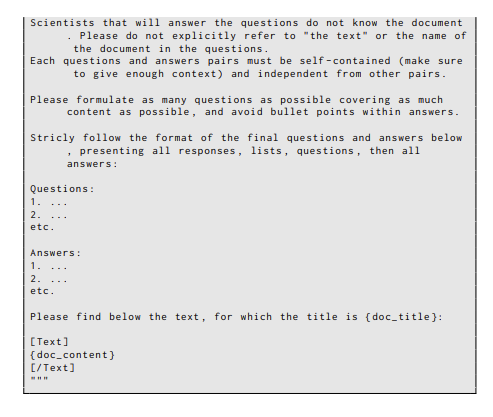 Scientists that will answer the questions do not know the document
. Please do not explicitly refer to "the text" or the name of
the document in the questions.
Each questions and answers pairs must be self-contained (make sure
to give enough context) and independent from other pairs.
Please formulate as many questions as possible covering as much
content as possible, and avoid bullet points within answers.
Stricly follow the format of the final questions and answers below
, presenting all responses, lists, questions, then all
answers:
Questions:
1. ...
2. ...
etc.
Answers:
1. ...
2. ...
etc.
Please find below the text, for which the title is {doc_title}:
[Text]
{doc_content}
[/Text]
"""